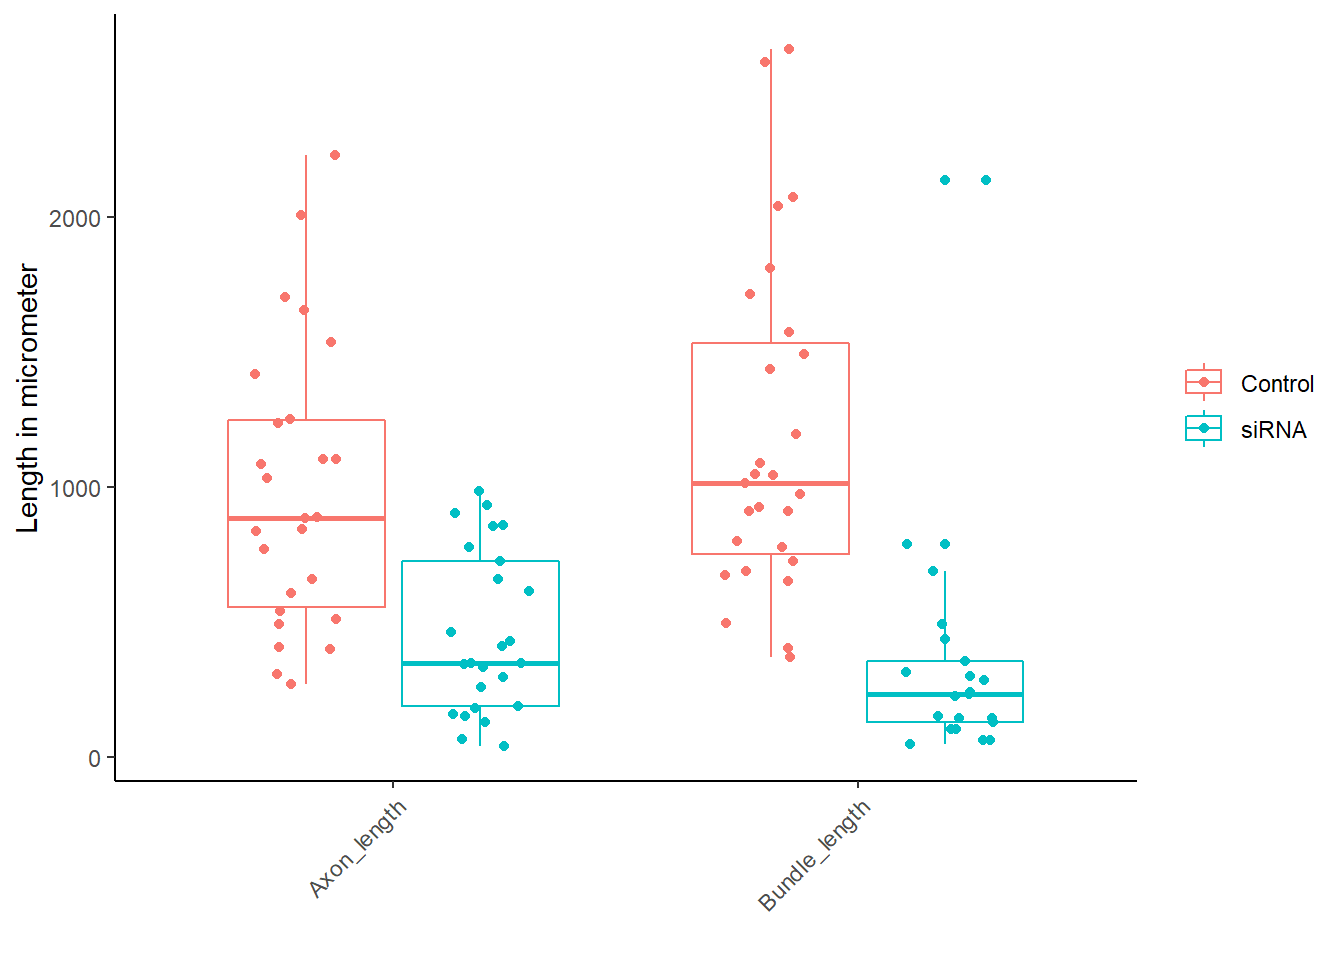 Length in micrometer
2000
1000
0
Axon_length
Bundle_length
Control
siRNA